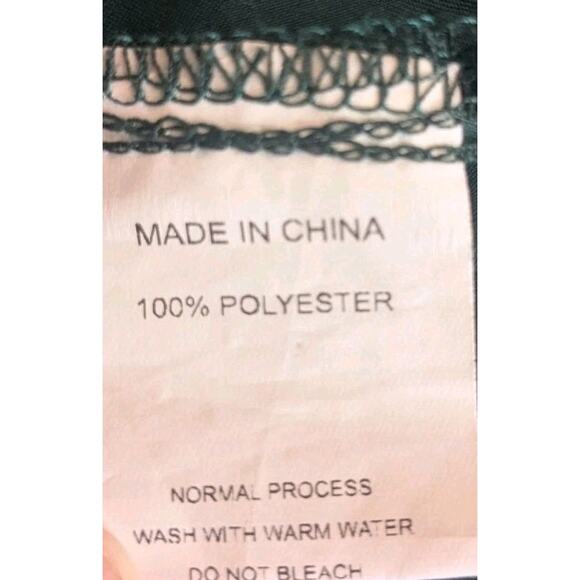 MADE IN CHINA
100% POLYESTER
NORMAL PROCESS
WASH WITH WARM WATER
DO NOT BLEACH